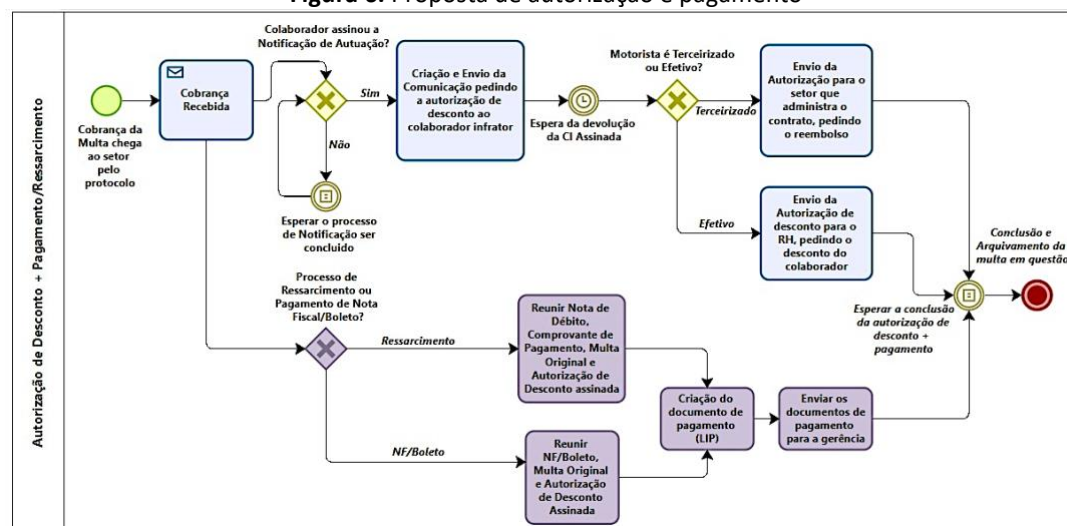 Figura 8. Proposta de autorização e pagamento
Autorização de Desconto + Pagamento/Ressarcimento
Cobrança da
Multa chega
ao setor
pelo
protocolo
Cobrança
Recebida
Colaborador assinou a
Notificação de Autuação?
Sim
Não
Esperar o processo
de Notificação ser
concluido
Criação e Envio da
Comunicação pedindo
a autorização de
desconto ao
colaborador infrator
Espera da devolução
da CI Assinada
Motorista é Terceirizado
ou Efetivo?
Terceirizado
Efetivo
Envio da
Autorização para o
setor que
administra o
contrato, pedindo
o reembolso
Envio da
Autorização de
desconto para o
RH, pedindo o
desconto do
colaborador
Conclusão e
Arquivamento da
multa em questão
Esperar a conclusão
da autorização de
desconto +
pagamento
Processo de
Ressarcimento ou
Pagamento de Nota
Fiscal/Boleto?
Ressarcimento
NF/Boleto
Reunir Nota de
Débito,
Comprovante de
Pagamento, Multa
Original e
Autorização de
Desconto assinada
Reunir
NF/Boleto,
Multa Original
e Autorização
de Desconto
Assinada
Criação do
documento de
pagamento
(LIP)
Enviar os
documentos de
pagamento
para a gerência